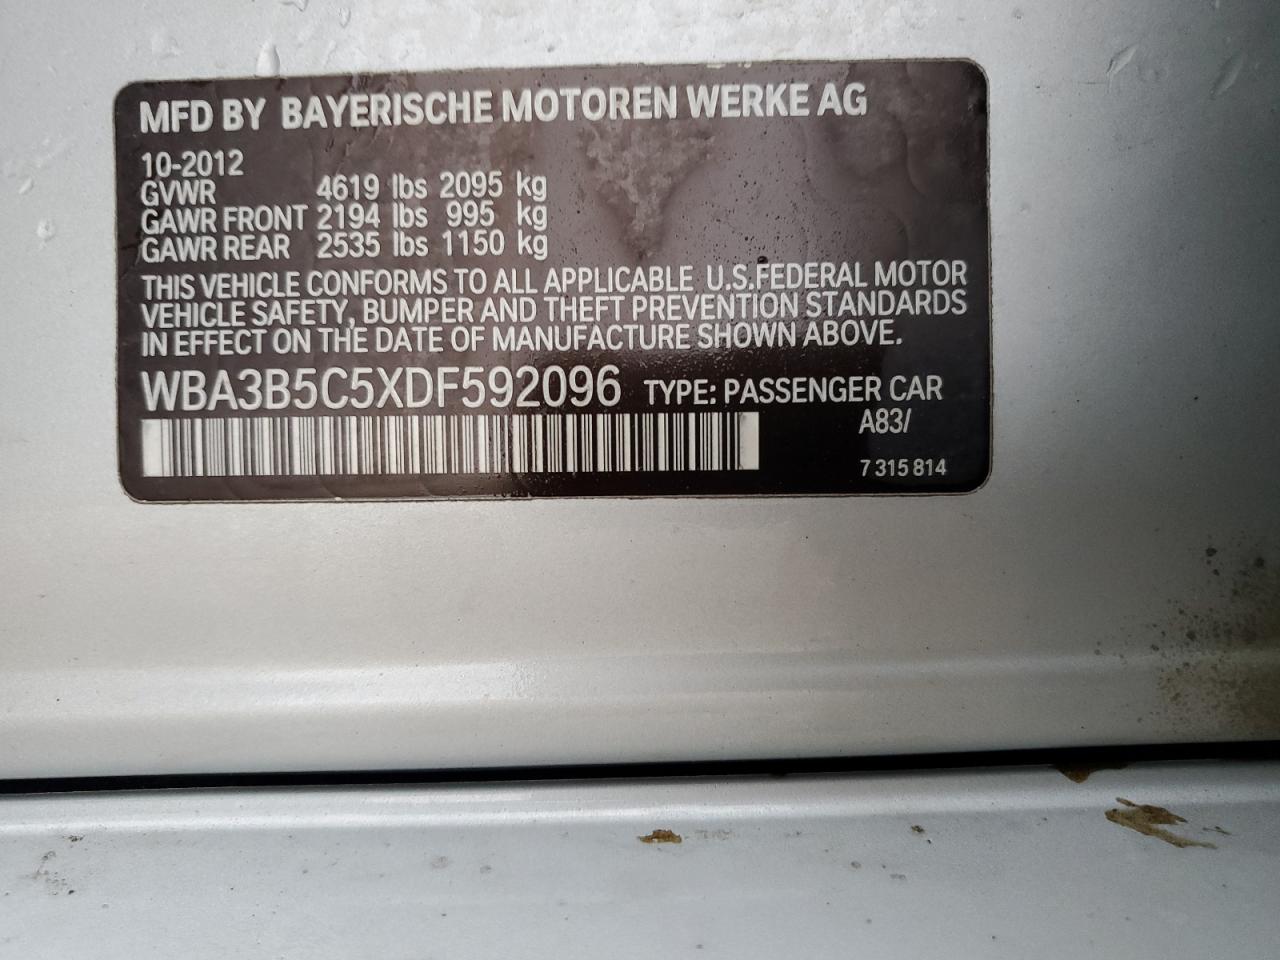 MFD BY BAYERISCHE MOTOREN WERKE AG
10-2012
GVWR 4619 lbs 2095 kg
GAWR FRONT 2194 lbs 995 kg
GAWR REAR 2535 lbs 1150 kg
THIS VEHICLE CONFORMS TO ALL APPLICABLE U.S.FEDERAL MOTOR
VEHICLE SAFETY, BUMPER AND THEFT PREVENTION STANDARDS
IN EFFECT ON THE DATE OF MANUFACTURE SHOWN ABOVE.
WBA3B5C5XDF592096 TYPE: PASSENGER CAR
A83/
7 315 814